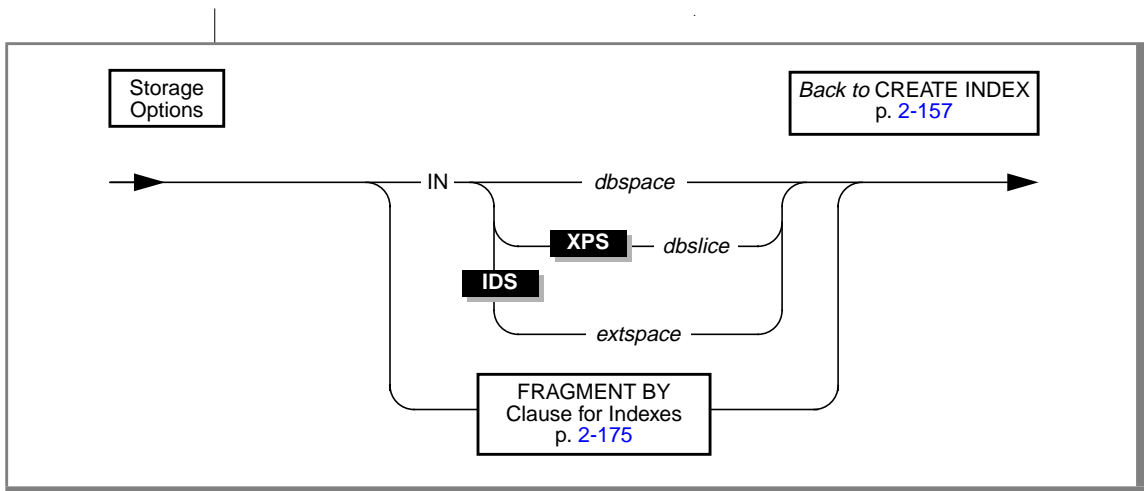 Storage
Options
Back to CREATE INDEX
p. 2-157
IN
dbspace
XPS
dbslice
IDS
extspace
FRAGMENT BY
Clause for Indexes
p. 2-175